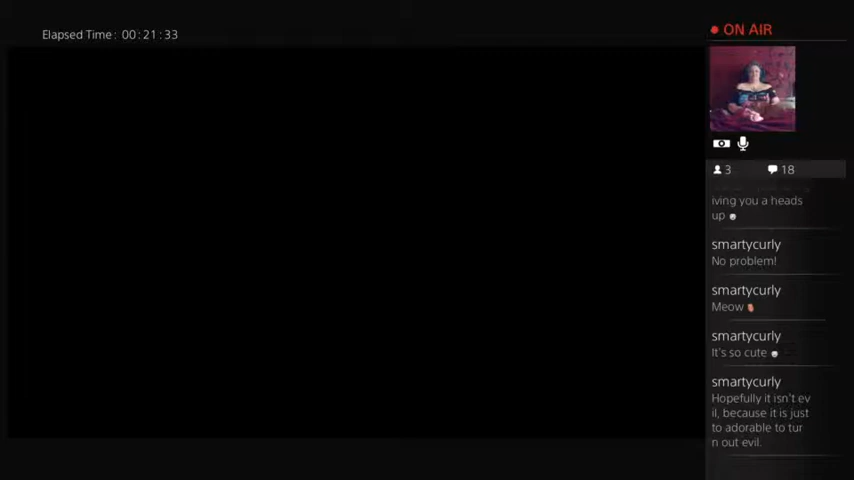 Elapsed Time: 00:21:33
ON AIR
3 18
iving you a heads
up
smartycurly
No problem!
smartycurly
Meow
smartycurly
It's so cute
smartycurly
Hopefully it isn't ev
il, because it is just
to adorable to tur
n out evil.